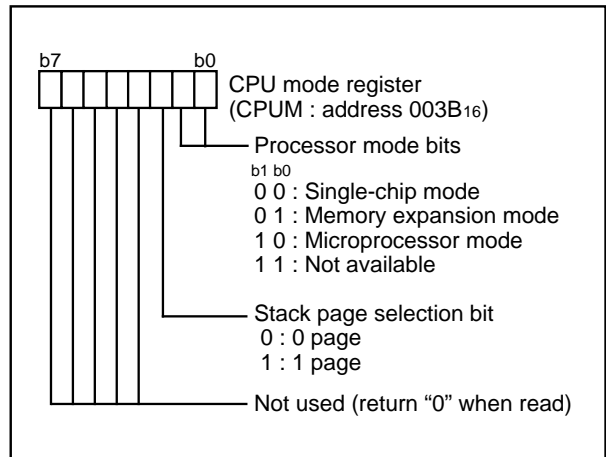 b7 b0
CPU mode register
(CPUM : address 003B16)
Processor mode bits
b1 b0
0 0 : Single-chip mode
0 1 : Memory expansion mode
1 0 : Microprocessor mode
1 1 : Not available
Stack page selection bit
0 : 0 page
1 : 1 page
Not used (return “0” when read)